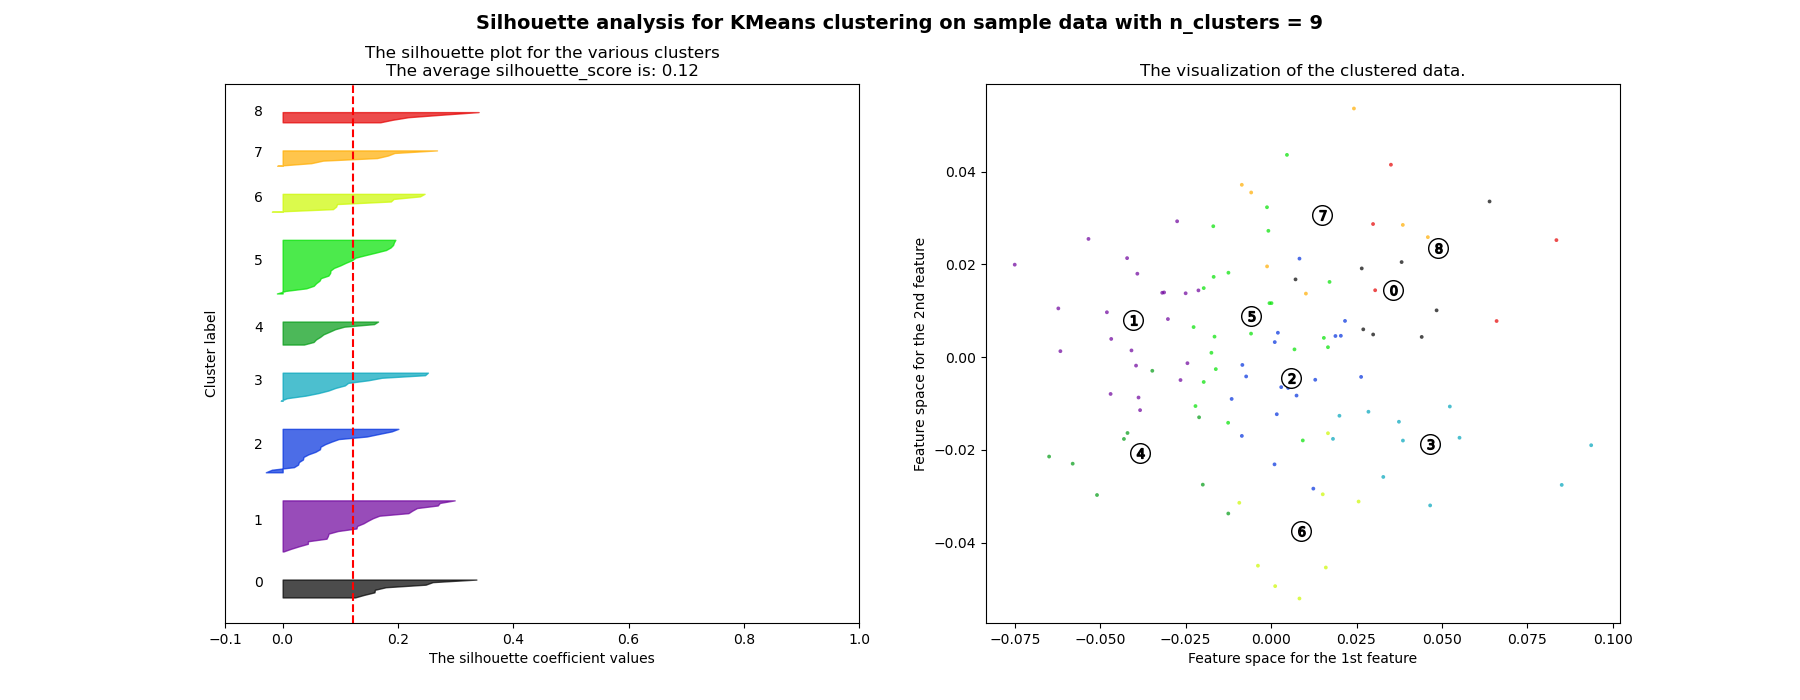 Silhouette analysis for KMeans clustering on sample data with n_clusters = 9
The silhouette plot for the various clusters
The average silhouette_score is: 0.12
8
7
6
5
4
3
2
1
0
Cluster label
−0.1 0.0 0.2 0.4 0.6 0.8 1.0
The silhouette coefficient values
The visualization of the clustered data.
0.04
0.02
0.00
−0.02
−0.04
Feature space for the 2nd feature
7
8
0
5
1
2
3
4
6
−0.075 −0.050 −0.025 0.000 0.025 0.050 0.075 0.100
Feature space for the 1st feature